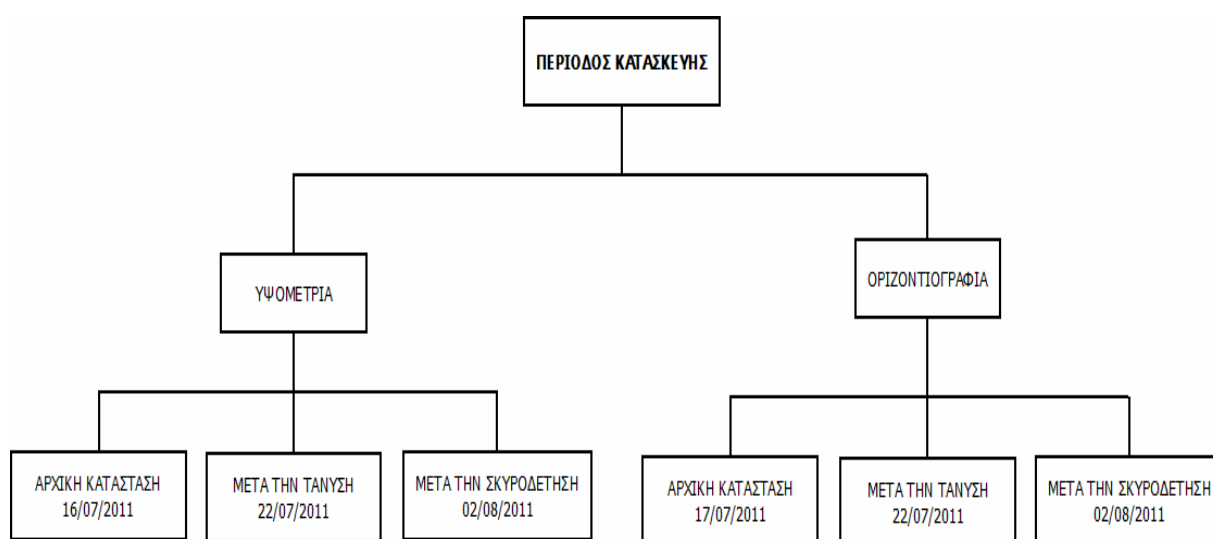 ΠΕΡΙΟΔΟΣ ΚΑΤΑΣΚΕΥΗΣ
ΥΨΟΜΕΤΡΙΑ
ΟΡΙΖΟΝΤΙΟΓΡΑΦΙΑ
ΑΡΧΙΚΗ ΚΑΤΑΣΤΑΣΗ
16/07/2011
ΜΕΤΑ ΤΗΝ ΤΑΝΥΣΗ
22/07/2011
ΜΕΤΑ ΤΗΝ ΣΚΥΡΟΔΕΤΗΣΗ
02/08/2011
ΑΡΧΙΚΗ ΚΑΤΑΣΤΑΣΗ
17/07/2011
ΜΕΤΑ ΤΗΝ ΤΑΝΥΣΗ
22/07/2011
ΜΕΤΑ ΤΗΝ ΣΚΥΡΟΔΕΤΗΣΗ
02/08/2011